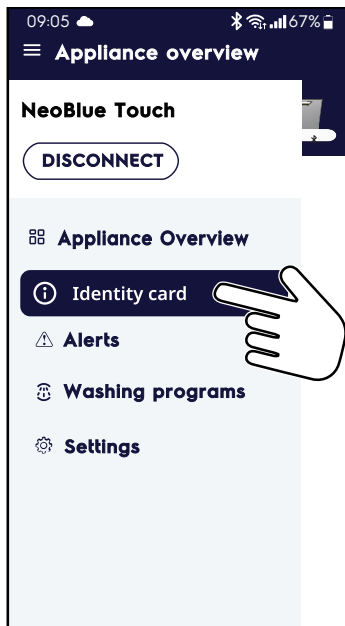 09:05 67%
Appliance overview
NeoBlue Touch
DISCONNECT
Appliance Overview
Identity card
Alerts
Washing programs
Settings